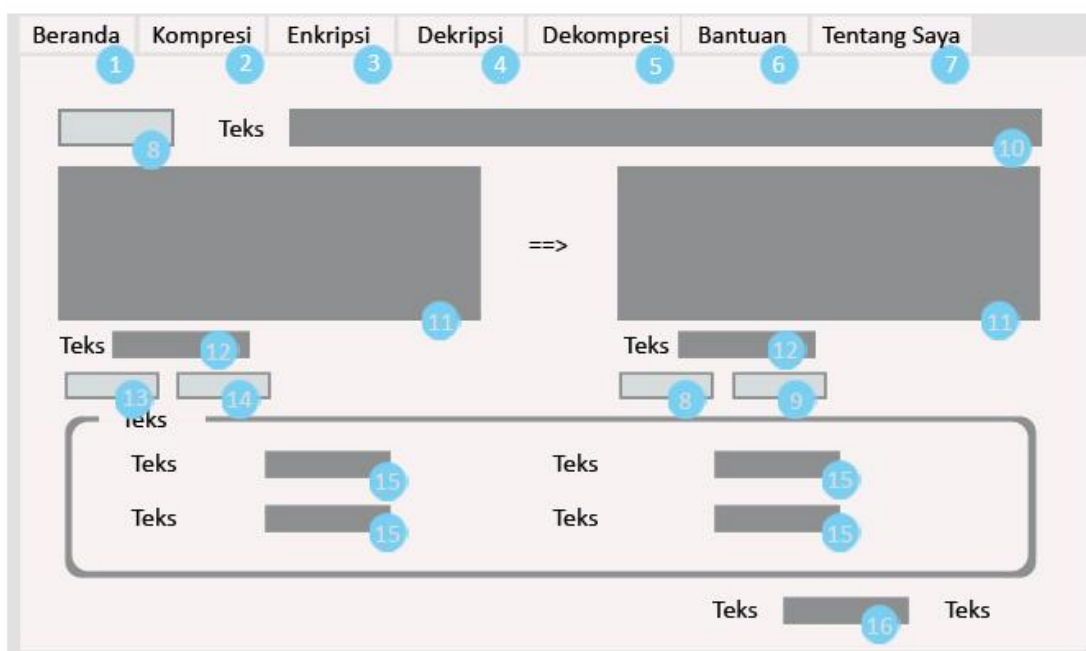 Beranda Kompresi Enkripsi Dekripsi Dekompresi Bantuan Tentang Saya
1 2 3 4 5 6 7
Teks
8 10
==>
11 11
Teks 12 Teks 12
13 14 8 9
Teks
Teks 15 Teks 15
Teks 15 Teks 15
Teks 16 Teks